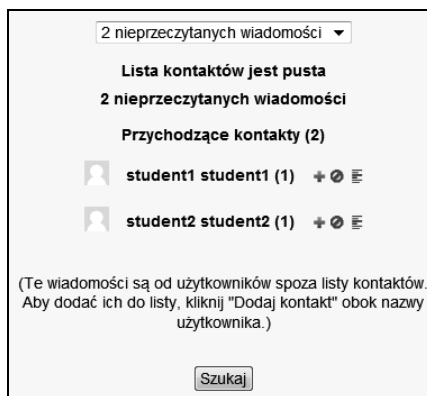 2 nieprzeczytanych wiadomości
Lista kontaktów jest pusta
2 nieprzeczytanych wiadomości
Przychodzące kontakty (2)
student1 student1 (1)
student2 student2 (1)
(Te wiadomości są od użytkowników spoza listy kontaktów.
Aby dodać ich do listy, kliknij "Dodaj kontakt" obok nazwy
użytkownika.)
Szukaj